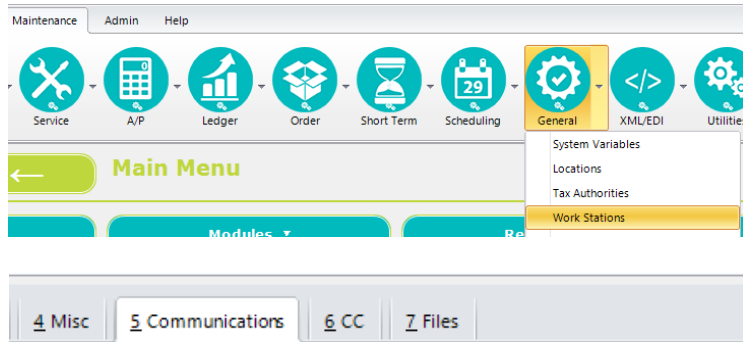 Maintenance Admin Help
29
</>
Service A/P Ledger Order Short Term Scheduling General XML/EDI Utilities
System Variables
Locations
Main Menu
Tax Authorities
Work Stations
Modules ▼ Re
4 Misc 5 Communications 6 CC 7 Files